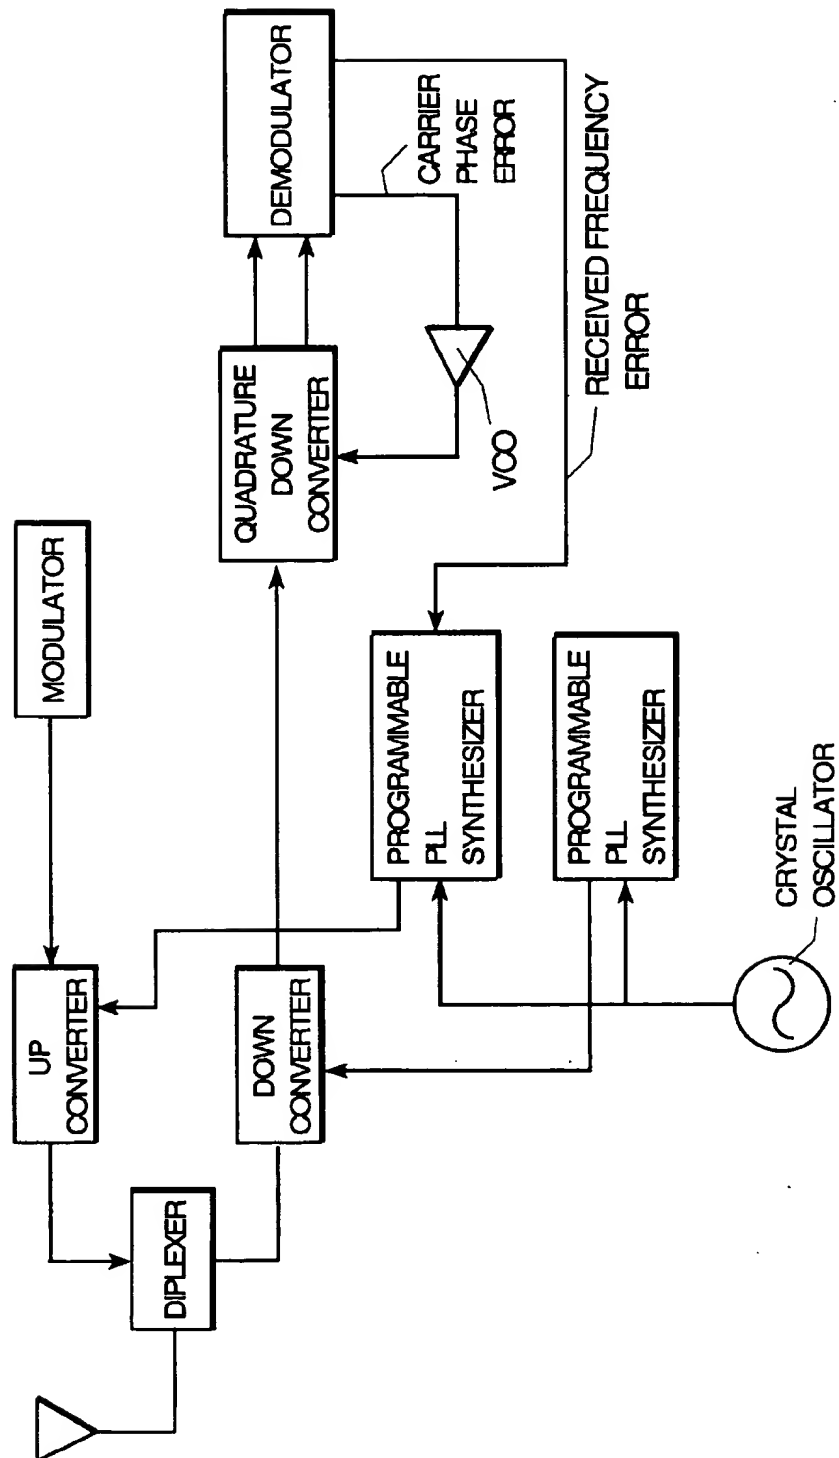 MODULATOR
UP
CONVERTER
DIPLEXER
DOWN
CONVERTER
QUADRATURE
DOWN
CONVERTER
DEMODULATOR
CARRIER
PHASE
ERROR
VCO
RECEIVED FREQUENCY
ERROR
PROGRAMMABLE
PLL
SYNTHESIZER
PROGRAMMABLE
PLL
SYNTHESIZER
CRYSTAL
OSCILLATOR